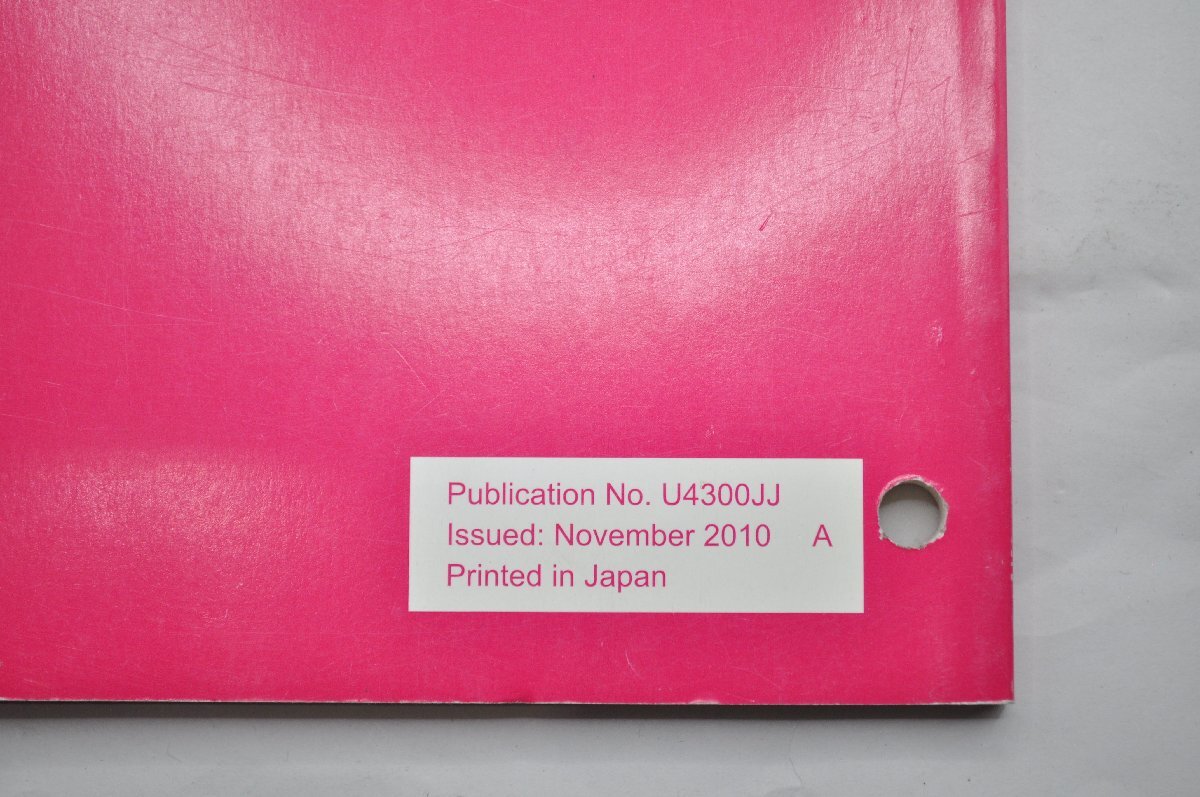 Publication No. U4300JJ
Issued: November 2010 A
Printed in Japan